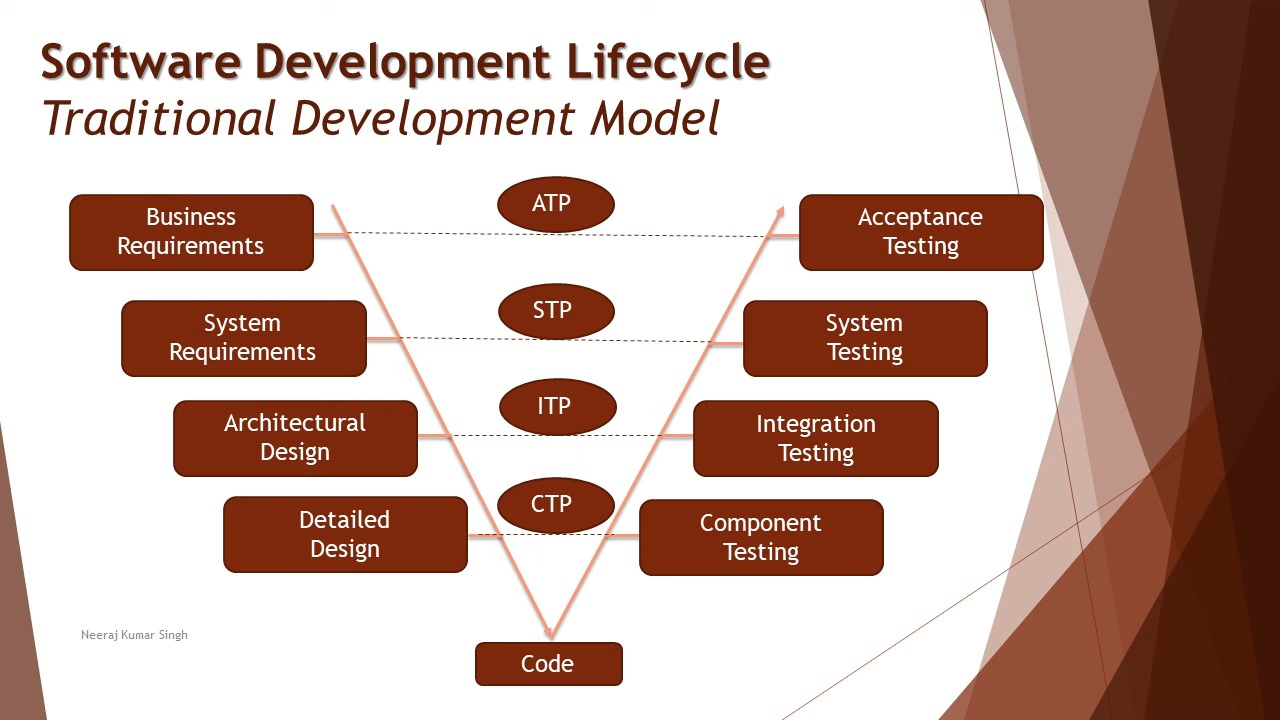 Software Development Lifecycle
Traditional Development Model
Business
Requirements
ATP
Acceptance
Testing
System
Requirements
STP
System
Testing
Architectural
Design
ITP
Integration
Testing
Detailed
Design
CTP
Component
Testing
Neeraj Kumar Singh
Code